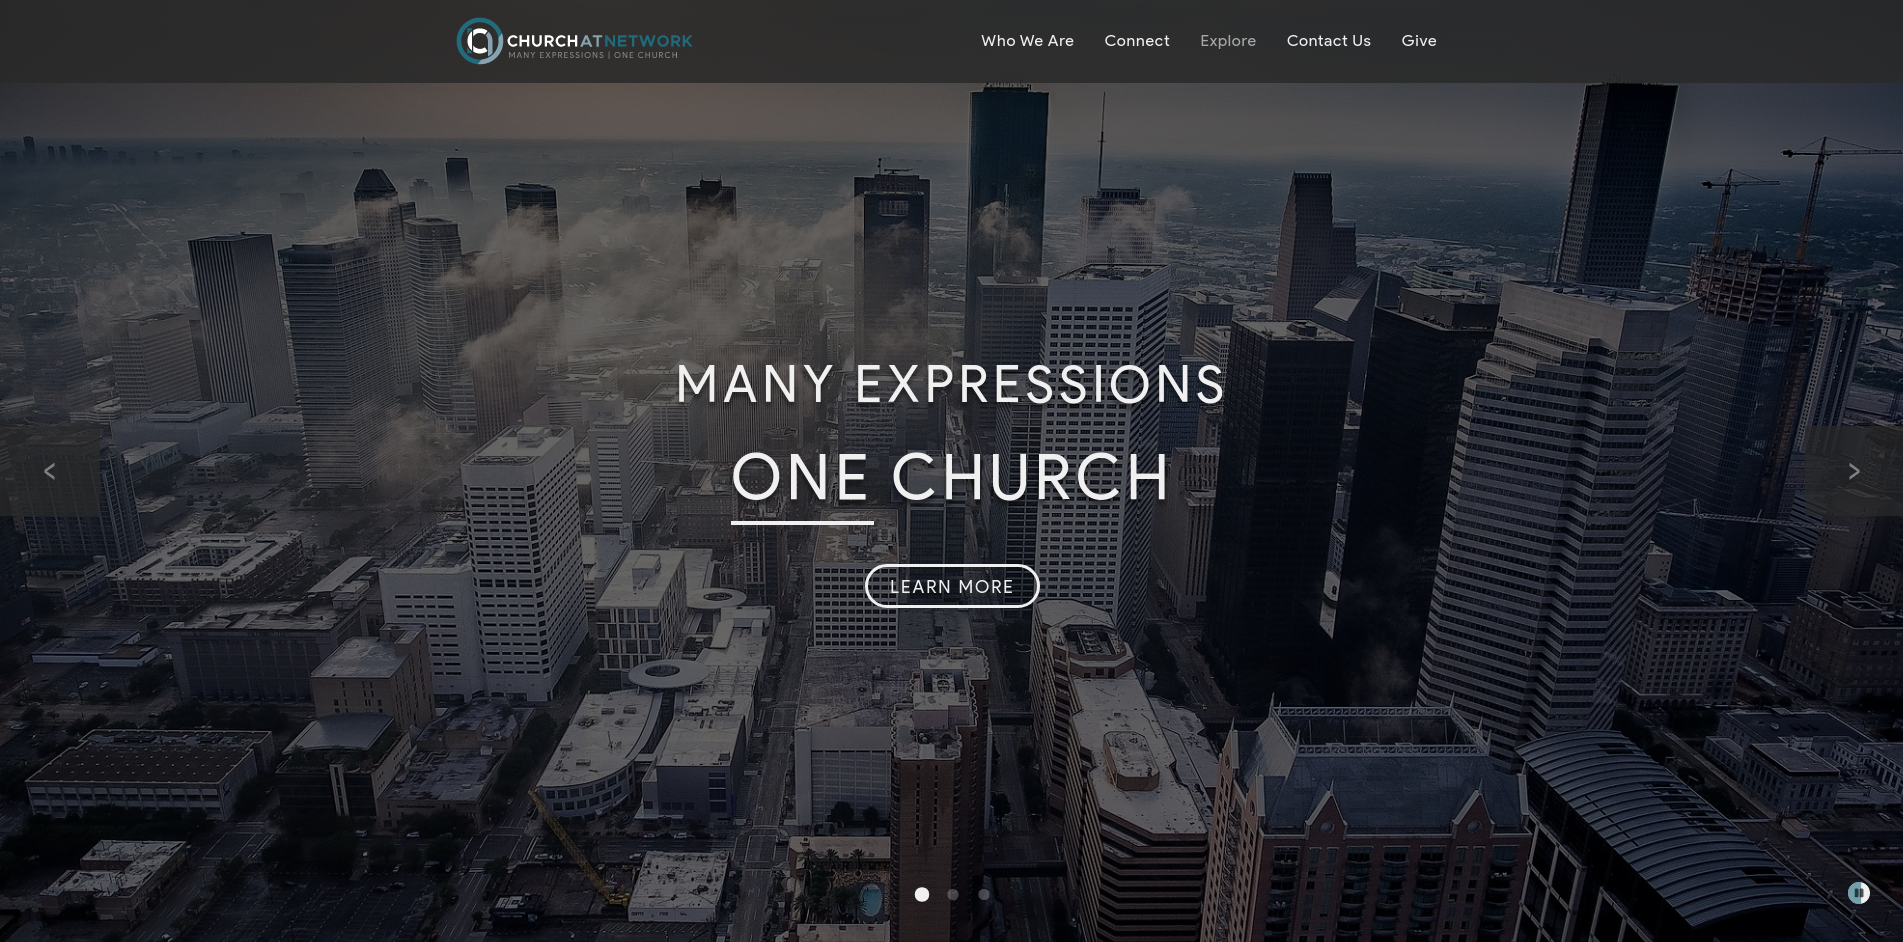 CHURCHATNETWORK
MANY EXPRESSIONS | ONE CHURCH
Who We Are
Connect
Explore
Contact Us
Give
MANY EXPRESSIONS
ONE CHURCH
LEARN MORE